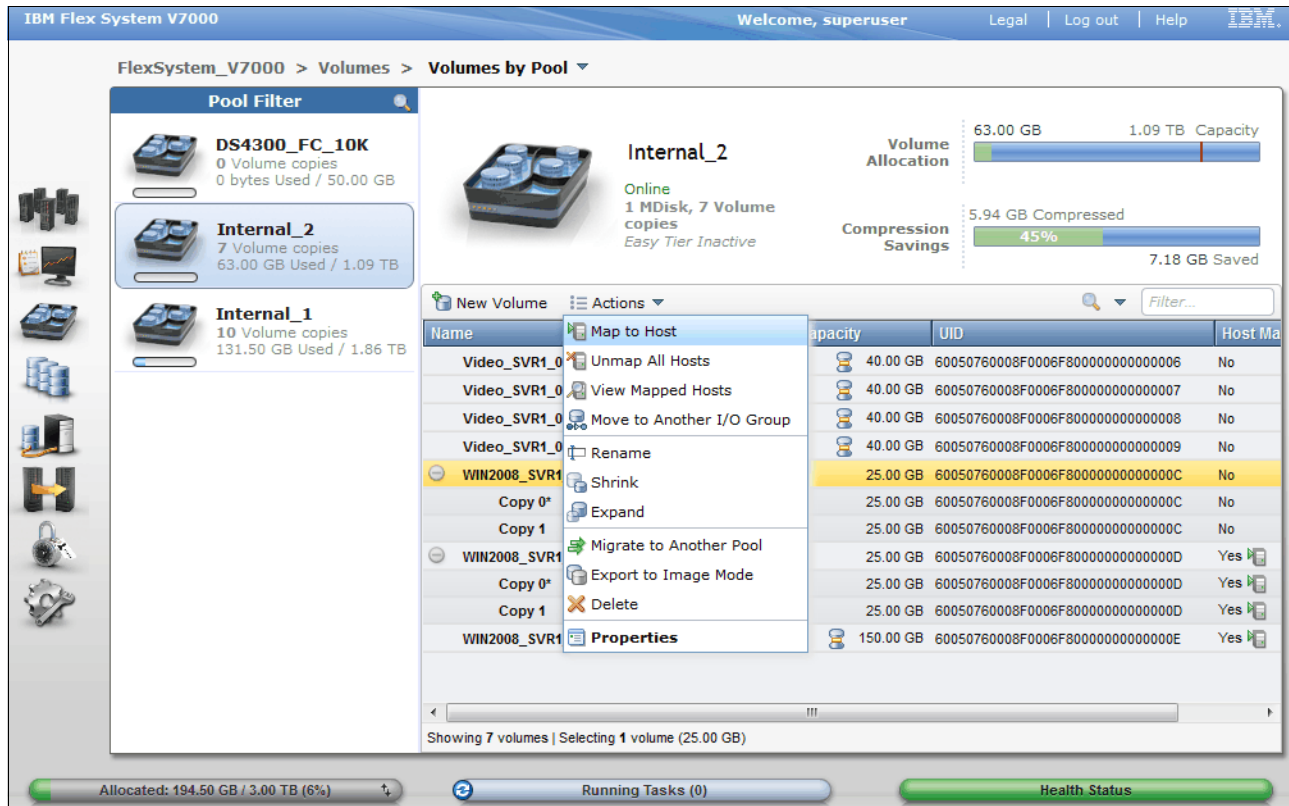 IBM Flex System V7000
Welcome, superuser
Legal | Log out | Help
IBM.
FlexSystem_V7000 > Volumes > Volumes by Pool
Pool Filter
DS4300_FC_10K
0 Volume copies
0 bytes Used / 50.00 GB
Internal_2
7 Volume copies
63.00 GB Used / 1.09 TB
Internal_1
10 Volume copies
131.50 GB Used / 1.86 TB
Internal_2
Online
1 MDisk, 7 Volume
copies
Easy Tier Inactive
Volume
Allocation
63.00 GB
1.09 TB Capacity
Compression
Savings
5.94 GB Compressed
45%
7.18 GB Saved
New Volume
Actions
Filter...
Name
apacity
UID
Host Ma
Video_SVR1_0
40.00 GB 60050760008F0006F800000000000006 No
Video_SVR1_0
40.00 GB 60050760008F0006F800000000000007 No
Video_SVR1_0
40.00 GB 60050760008F0006F800000000000008 No
Video_SVR1_0
40.00 GB 60050760008F0006F800000000000009 No
WIN2008_SVR1
25.00 GB 60050760008F0006F80000000000000C No
Copy 0*
25.00 GB 60050760008F0006F80000000000000C No
Copy 1
25.00 GB 60050760008F0006F80000000000000C No
WIN2008_SVR1
25.00 GB 60050760008F0006F80000000000000D Yes
Copy 0*
25.00 GB 60050760008F0006F80000000000000D Yes
Copy 1
25.00 GB 60050760008F0006F80000000000000D Yes
WIN2008_SVR1
150.00 GB 60050760008F0006F80000000000000E Yes
Map to Host
Unmap All Hosts
View Mapped Hosts
Move to Another I/O Group
Rename
Shrink
Expand
Migrate to Another Pool
Export to Image Mode
Delete
Properties
Showing 7 volumes | Selecting 1 volume (25.00 GB)
Allocated: 194.50 GB / 3.00 TB (6%)
Running Tasks (0)
Health Status